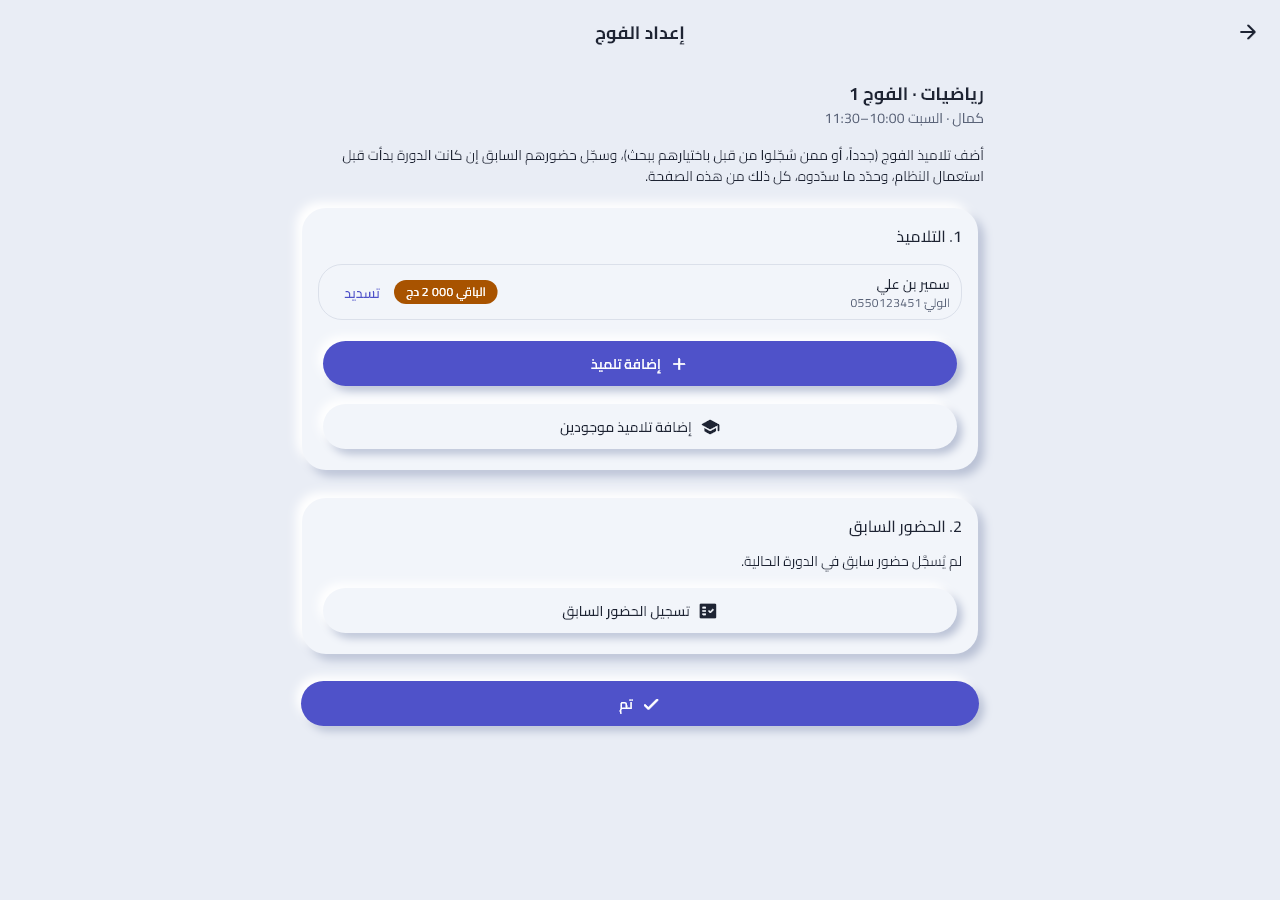 إعداد الفوج
رياضيات · الفوج 1
كمال · السبت 10:00–11:30
أضف تلاميذ الفوج (جدداً، أو ممن سُجّلوا من قبل باختيارهم ببحث)، وسجّل حضورهم السابق إن كانت الدورة بدأت قبل
استعمال النظام، وحدّد ما سدّدوه، كل ذلك من هذه الصفحة.
1. التلاميذ
سمير بن علي
الوليّ 0550123451
الباقي 000 2 دج
تسديد
إضافة تلميذ
إضافة تلاميذ موجودين
2. الحضور السابق
لم يُسجَّل حضور سابق في الدورة الحالية.
تسجيل الحضور السابق
تم